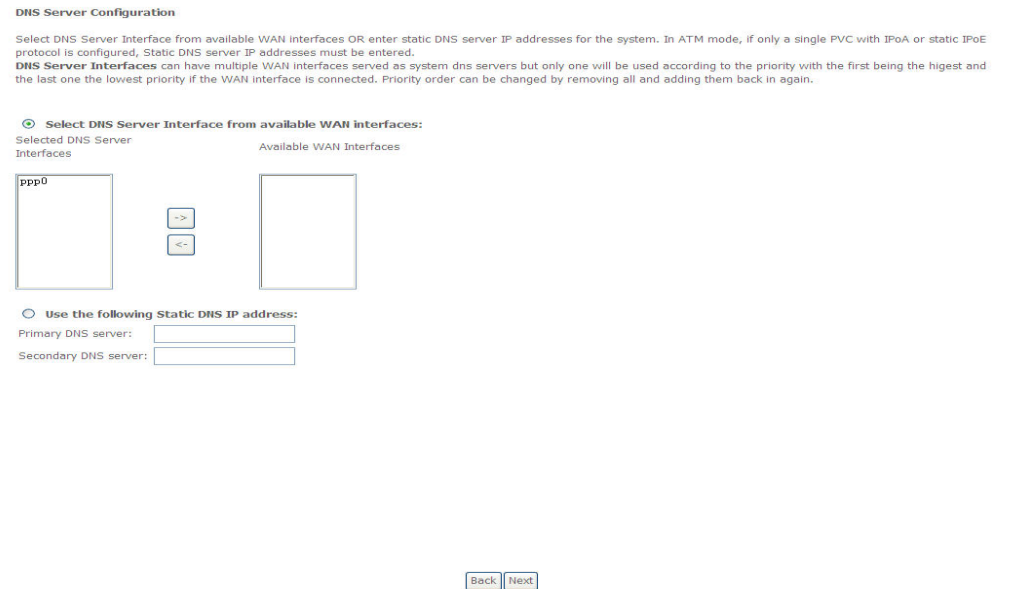 DNS Server Configuration
Select DNS Server Interface from available WAN interfaces OR enter static DNS server IP addresses for the system. In ATM mode, if only a single PVC with IPoA or static IPoE
protocol is configured, Static DNS server IP addresses must be entered.
DNS Server Interfaces can have multiple WAN interfaces served as system dns servers but only one will be used according to the priority with the first being the higest and
the last one the lowest priority if the WAN interface is connected. Priority order can be changed by removing all and adding them back in again.
Select DNS Server Interface from available WAN interfaces:
Selected DNS Server
Interfaces
Available WAN Interfaces
ppp0
->
<-
Use the following Static DNS IP address:
Primary DNS server:
Secondary DNS server:
Back Next